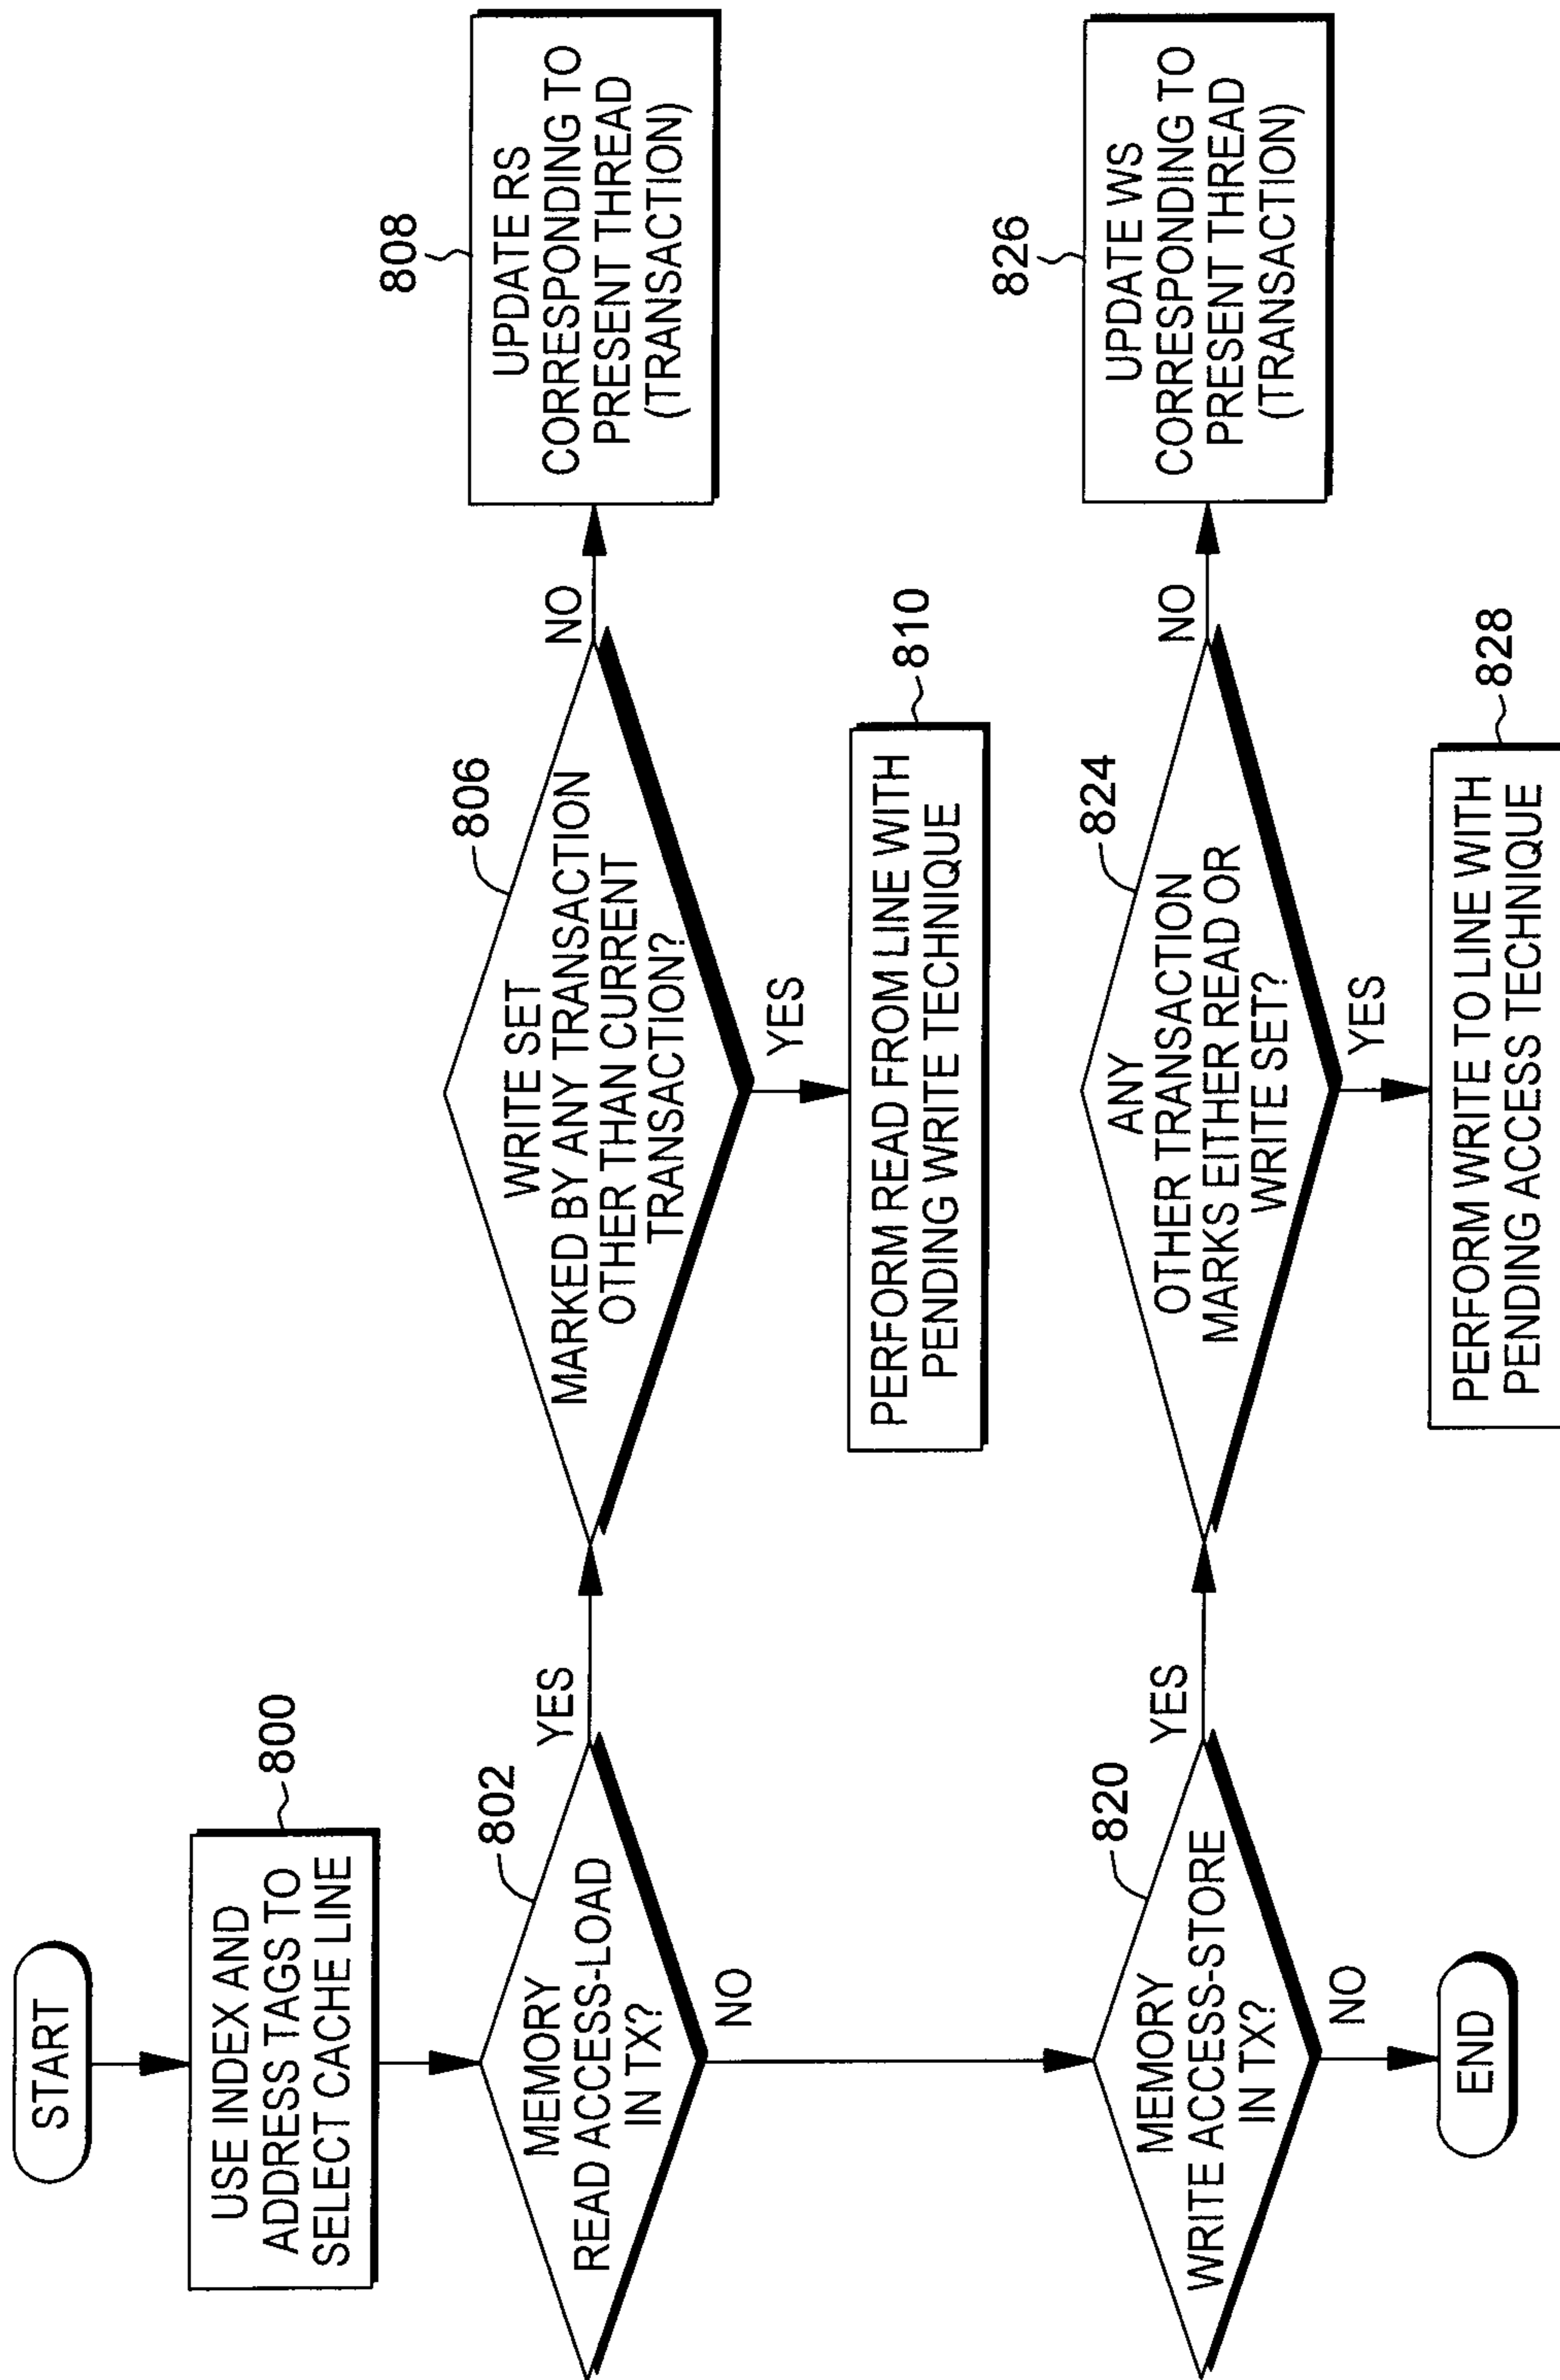 START
800
USE INDEX AND
ADDRESS TAGS TO
SELECT CACHE LINE
802
MEMORY
READ ACCESS-LOAD
IN TX?
YES
NO
806
WRITE SET
MARKED BY ANY TRANSACTION
OTHER THAN CURRENT
TRANSACTION?
NO
YES
808
UPDATE RS
CORRESPONDING TO
PRESENT THREAD
(TRANSACTION)
810
PERFORM READ FROM LINE WITH
PENDING WRITE TECHNIQUE
820
MEMORY
WRITE ACCESS-STORE
IN TX?
YES
NO
824
ANY
OTHER TRANSACTION
MARKS EITHER READ OR
WRITE SET?
NO
YES
826
UPDATE WS
CORRESPONDING TO
PRESENT THREAD
(TRANSACTION)
828
PERFORM WRITE TO LINE WITH
PENDING ACCESS TECHNIQUE
END